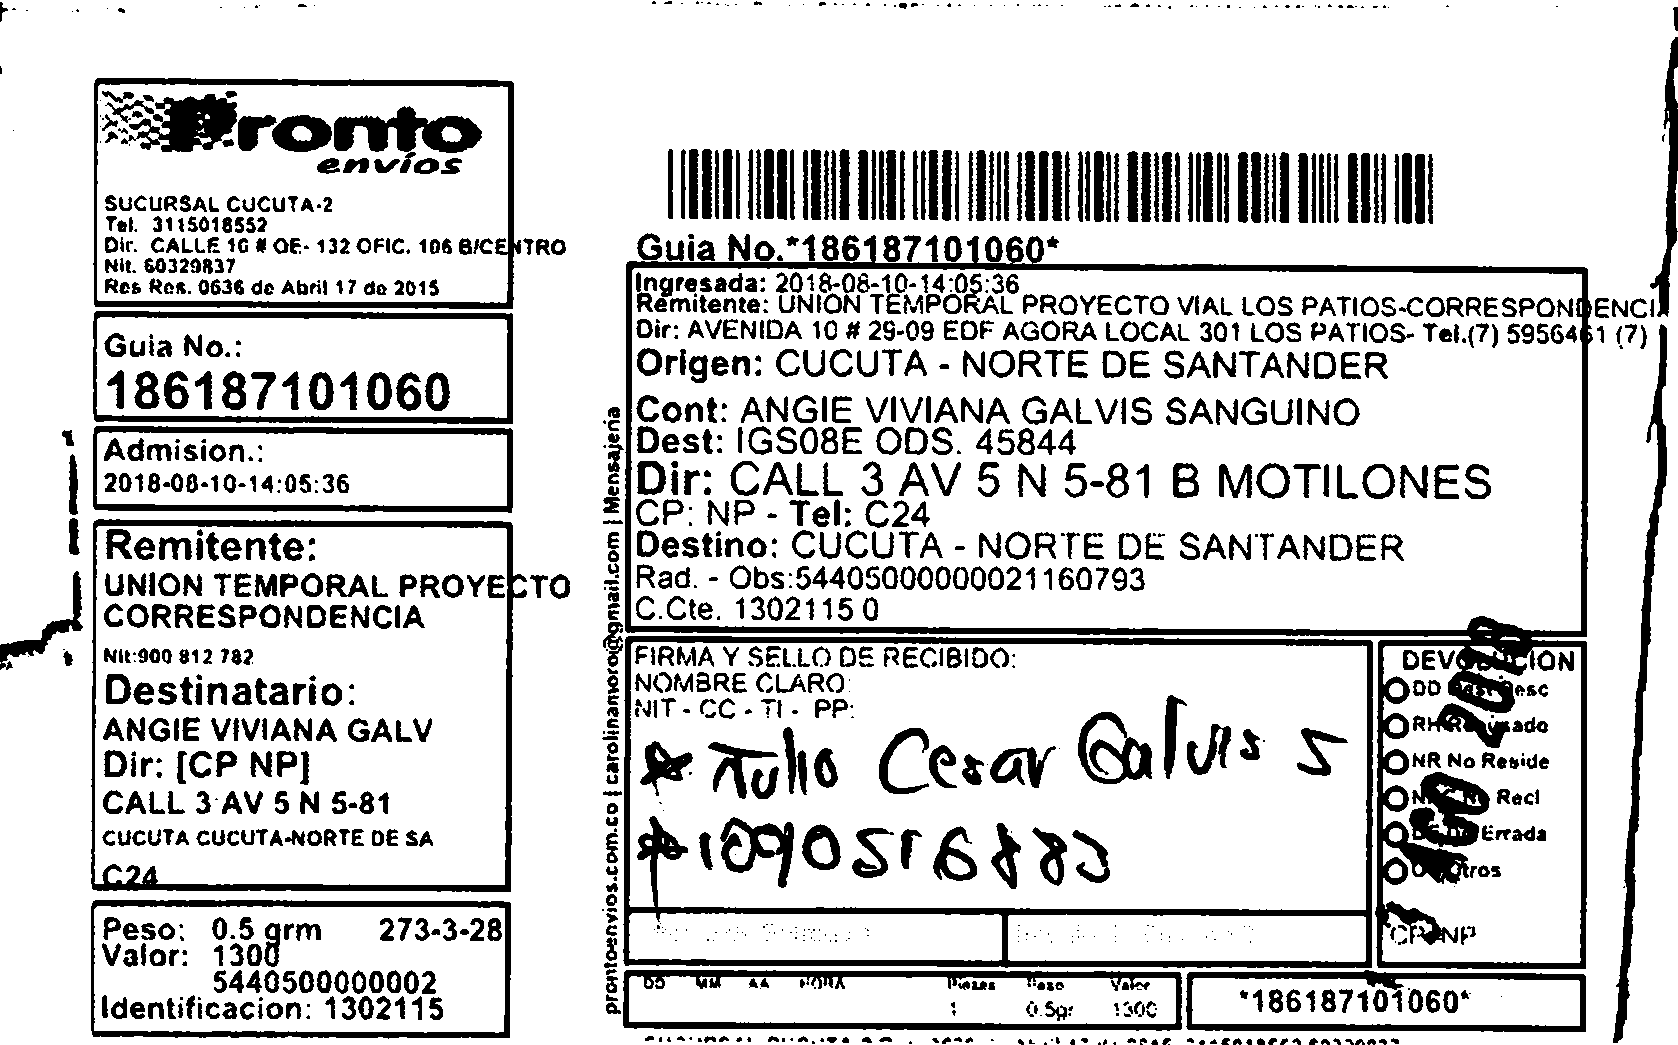 Pronto
envíos
SUCURSAL CUCUTA-2
Tel. 3115018552
Dir. CALLE 10 # OE- 132 OFIC. 106 B/CENTRO
Nit. 60329837
Res Res. 0636 de Abril 17 de 2015
Guia No.:
186187101060
Admision.:
2018-08-10-14:05:36
Remitente:
UNION TEMPORAL PROYECTO
CORRESPONDENCIA
Nit:900 812 782
Destinatario:
ANGIE VIVIANA GALV
Dir: [CP NP]
CALL 3 AV 5 N 5-81
CUCUTA CUCUTA-NORTE DE SA
C24
Peso: 0.5 grm 273-3-28
Valor: 1300
5440500000002
Identificacion: 1302115
prontoenvios.com.co | carolinamoro@gmail.com | Mensajeria
Guia No.*186187101060*
Ingresada: 2018-08-10-14:05:36
Remitente: UNION TEMPORAL PROYECTO VIAL LOS PATIOS-CORRESPONDENCI
Dir: AVENIDA 10 # 29-09 EDF AGORA LOCAL 301 LOS PATIOS- Tel.(7) 5956461 (7)
Origen: CUCUTA - NORTE DE SANTANDER
Cont: ANGIE VIVIANA GALVIS SANGUINO
Dest: IGS08E ODS. 45844
Dir: CALL 3 AV 5 N 5-81 B MOTILONES
CP: NP - Tel: C24
Destino: CUCUTA - NORTE DE SANTANDER
Rad. - Obs:544050000000021160793
C.Cte. 1302115 0
FIRMA Y SELLO DE RECIBIDO:
NOMBRE CLARO:
NIT - CC - TI - PP:
Tulio Cesar Galvis S
1090516883
DEVOLUCION
DD Desc
RH Rehusado
NR No Reside
No Recl
Errada
Otros
CP: NP
DD MM AA HORA Piezas Peso Valor
1 0.5gr 1300
*186187101060*